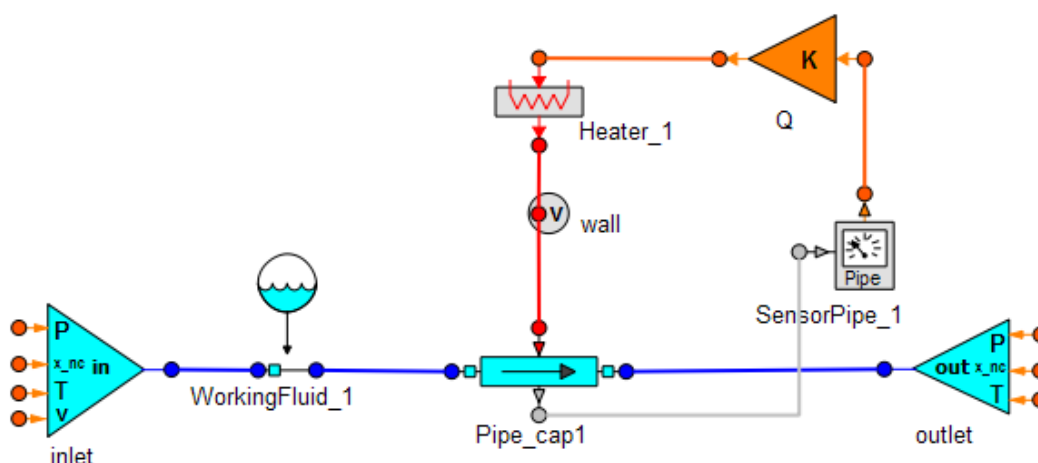 K
Q
Heater_1
V
wall
Pipe
SensorPipe_1
P
x_nc in
T
V
inlet
WorkingFluid_1
Pipe_cap1
P
out x_nc
T
outlet